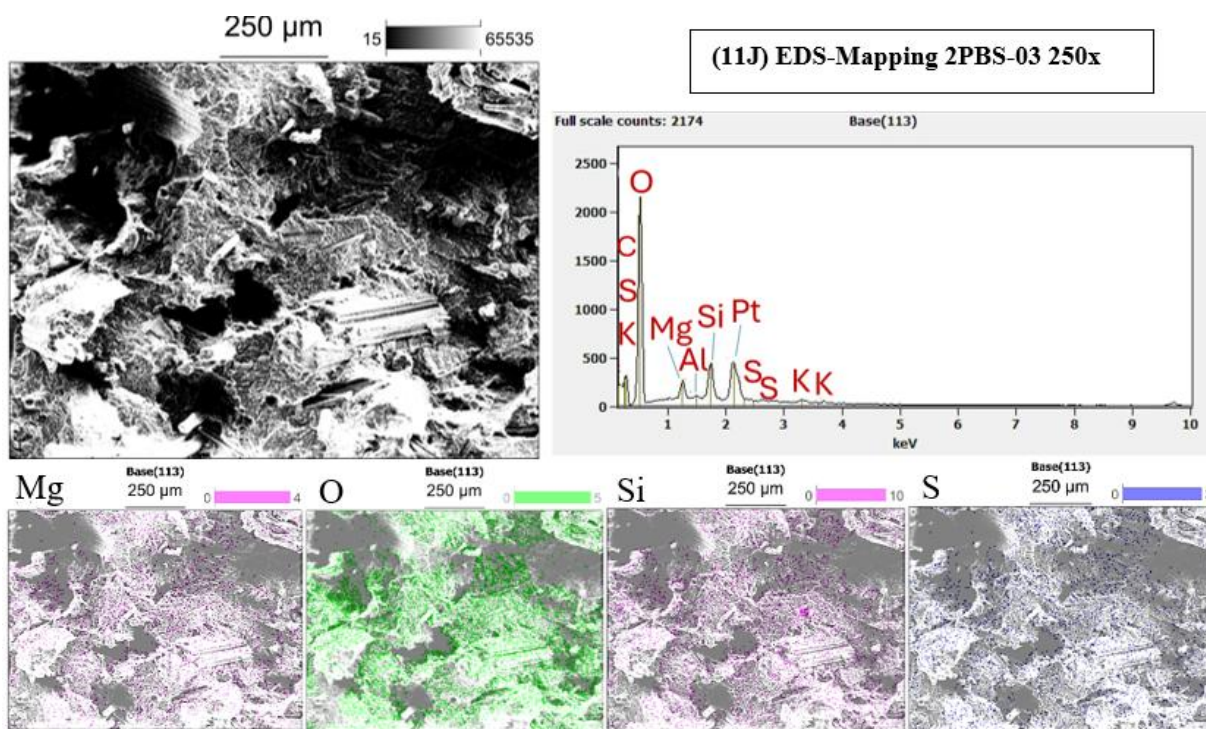 250 µm
15 65535
(11J) EDS-Mapping 2PBS-03 250x
Full scale counts: 2174 Base(113)
2500
2000
1500
1000
500
0
O
C
S
K
Mg
Al
Si
Pt
S
S
K
K
1 2 3 4 5 6 7 8 9 10
keV
Mg
Base(113)
250 µm
0 4
O
Base(113)
250 µm
0 5
Si
Base(113)
250 µm
0 10
S
Base(113)
250 µm
0